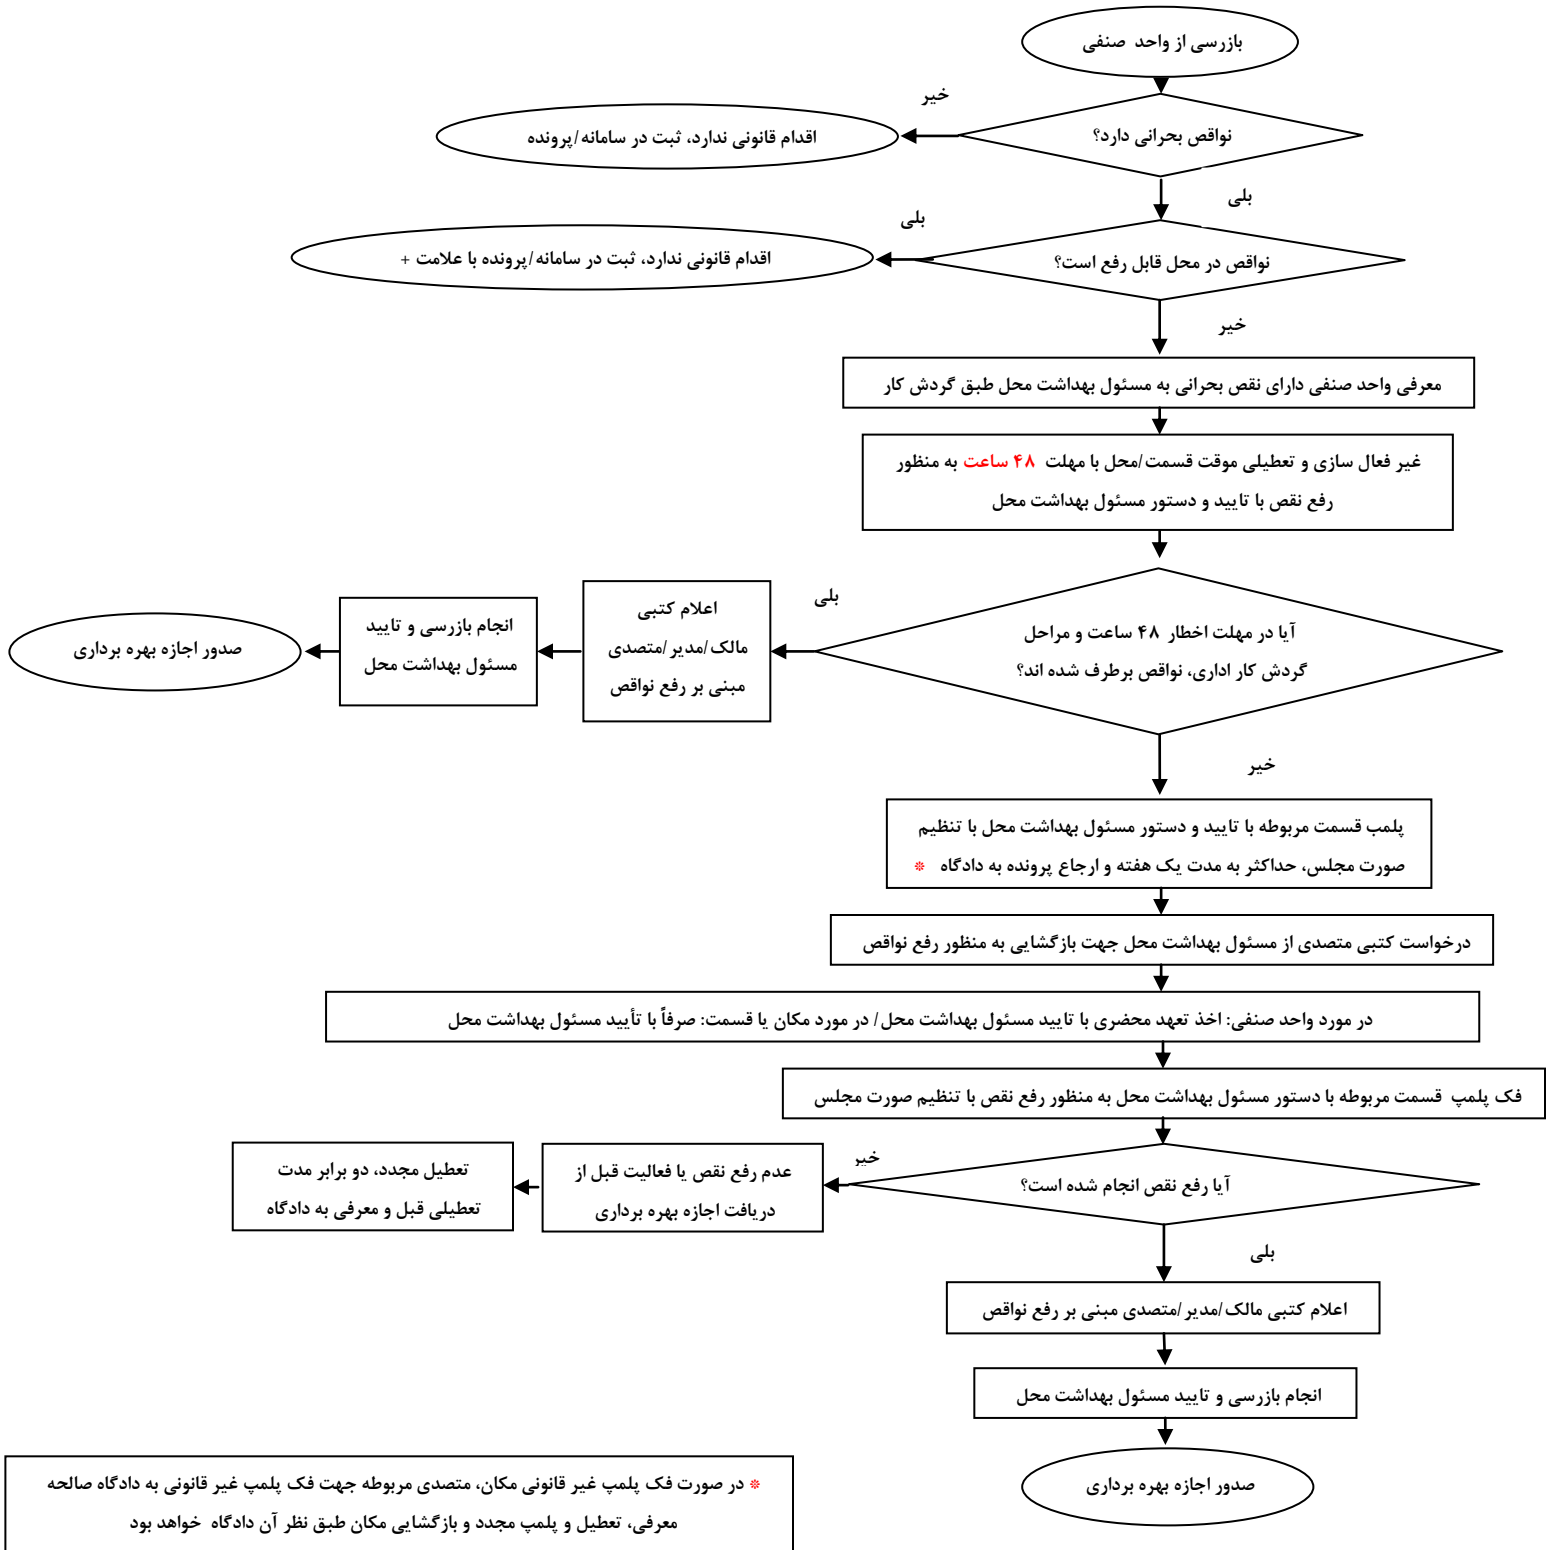 بازرسی از واحد صنفی
خیر
نواقص بحرانی دارد؟
اقدام قانونی ندارد، ثبت در سامانه/پرونده
بلی
بلی
نواقص در محل قابل رفع است؟
اقدام قانونی ندارد، ثبت در سامانه/پرونده با علامت +
خیر
معرفی واحد صنفی دارای نقص بحرانی به مسئول بهداشت محل طبق گردش کار
غیر فعال سازی و تعطیلی موقت قسمت/محل با مهلت ۴۸ ساعت به منظور
رفع نقص با تایید و دستور مسئول بهداشت محل
آیا در مهلت اخطار ۴۸ ساعت و مراحل
گردش کار اداری، نواقص برطرف شده اند؟
بلی
اعلام کتبی
مالک/مدیر/متصدی
مبنی بر رفع نواقص
انجام بازرسی و تایید
مسئول بهداشت محل
صدور اجازه بهره برداری
خیر
پلمب قسمت مربوطه با تایید و دستور مسئول بهداشت محل با تنظیم
صورت مجلس، حداکثر به مدت یک هفته و ارجاع پرونده به دادگاه *
درخواست کتبی متصدی از مسئول بهداشت محل جهت بازگشایی به منظور رفع نواقص
در مورد واحد صنفی: اخذ تعهد محضری با تایید مسئول بهداشت محل/ در مورد مکان یا قسمت: صرفاً با تأیید مسئول بهداشت محل
فک پلمپ قسمت مربوطه با دستور مسئول بهداشت محل به منظور رفع نقص با تنظیم صورت مجلس
آیا رفع نقص انجام شده است؟
خیر
عدم رفع نقص یا فعالیت قبل از
دریافت اجازه بهره برداری
تعطیل مجدد، دو برابر مدت
تعطیلی قبل و معرفی به دادگاه
بلی
اعلام کتبی مالک/مدیر/متصدی مبنی بر رفع نواقص
انجام بازرسی و تایید مسئول بهداشت محل
صدور اجازه بهره برداری
* در صورت فک پلمپ غیر قانونی مکان، متصدی مربوطه جهت فک پلمپ غیر قانونی به دادگاه صالحه
معرفی، تعطیل و پلمپ مجدد و بازگشایی مکان طبق نظر آن دادگاه خواهد بود